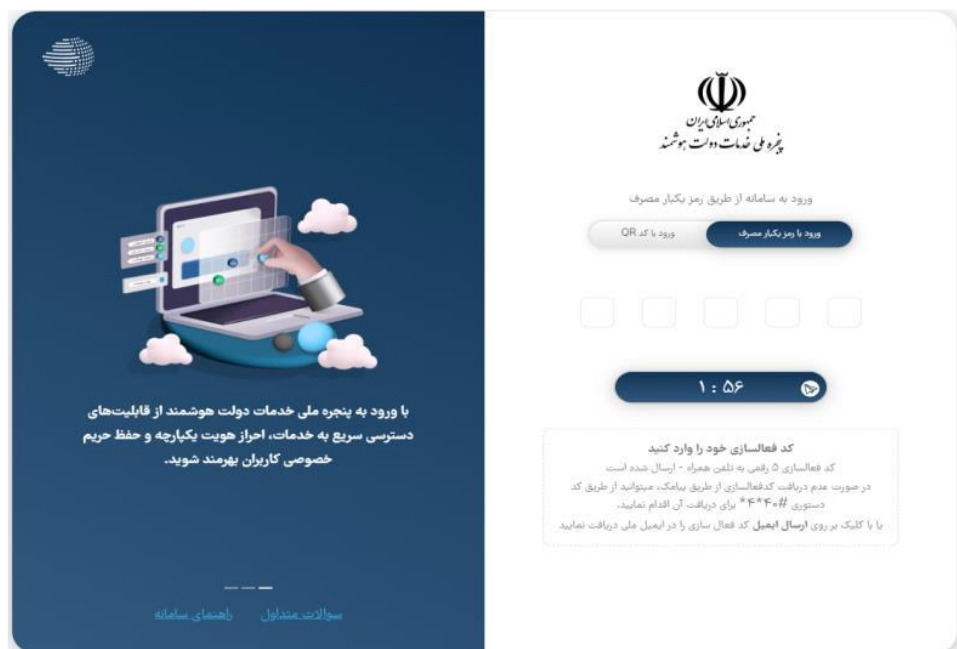 جمهوری اسلامی ایران
پنجره ملی خدمات دولت هوشمند
ورود به سامانه از طریق رمز یکبار مصرف
ورود با رمز یکبار مصرف
ورود با کد QR
۱ : ۵۶
کد فعالسازی خود را وارد کنید
کد فعالسازی ۵ رقمی به تلفن همراه - ارسال شده است
در صورت عدم دریافت کدفعالسازی از طریق پیامک، میتوانید از طریق کد
دستوری #۴۰*۴* برای دریافت آن اقدام نمایید.
یا با کلیک بر روی ارسال ایمیل کد فعال سازی را در ایمیل ملی دریافت نمایید
با ورود به پنجره ملی خدمات دولت هوشمند از قابلیت‌های
دسترسی سریع به خدمات، احراز هویت یکپارچه و حفظ حریم
خصوصی کاربران بهرمند شوید.
سوالات متداول
راهنمای سامانه